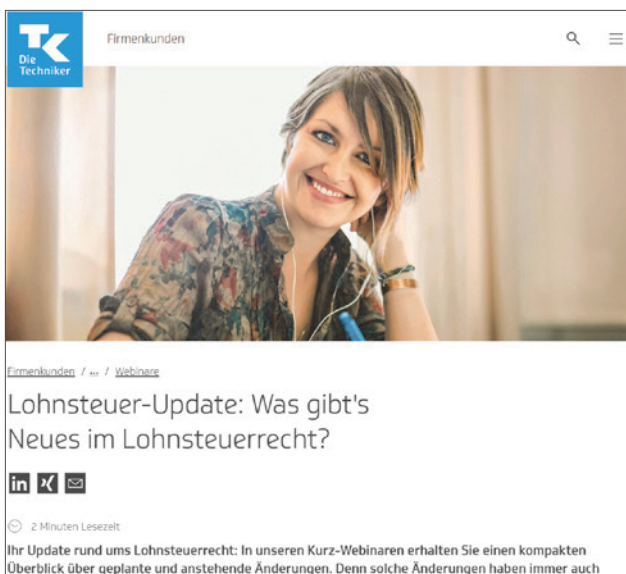 TK
Die
Techniker
Firmenkunden
Firmenkunden / ... / Webinare
Lohnsteuer-Update: Was gibt's
Neues im Lohnsteuerrecht?
in
2 Minuten Lesezeit
Ihr Update rund ums Lohnsteuerrecht: In unseren Kurz-Webinaren erhalten Sie einen kompakten
Überblick über geplante und anstehende Änderungen. Denn solche Änderungen haben immer auch